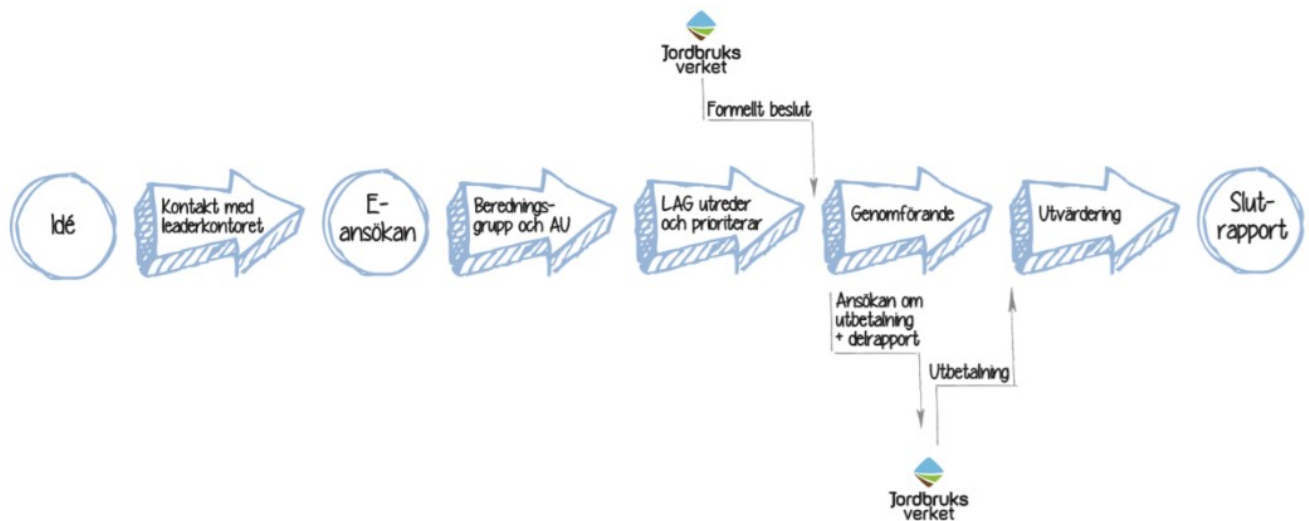 Jordbruks
verket
Formellt beslut
Idé
Kontakt med
leaderkontoret
E-
ansökan
Berednings-
grupp och AU
LAG utreder
och prioriterar
Genomförande
Utvärdering
Slut-
rapport
Ansökan om
utbetalning
+ delrapport
Utbetalning
Jordbruks
verket